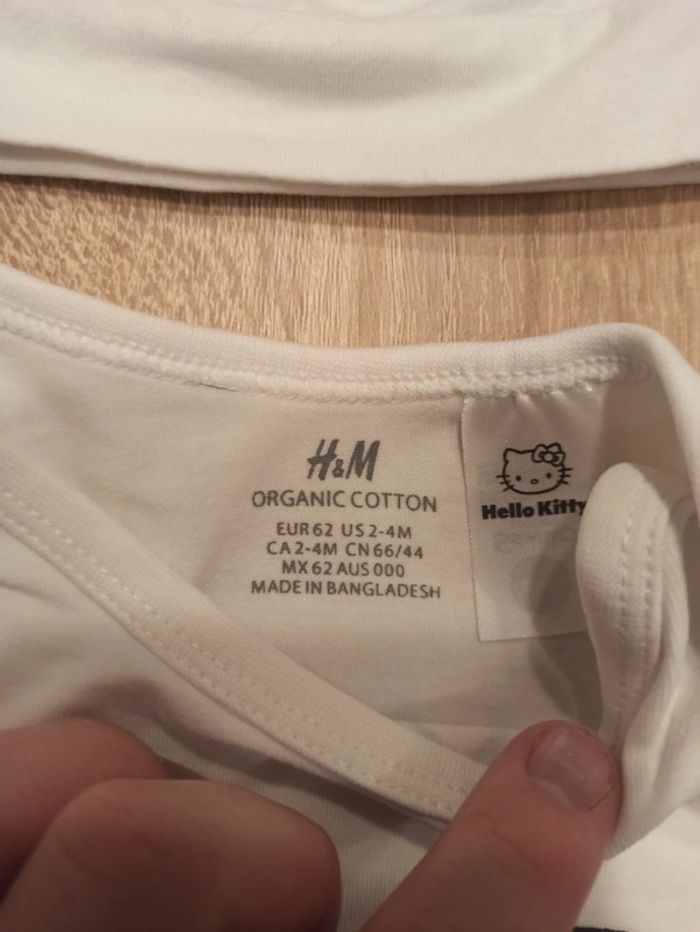 H&M
ORGANIC COTTON
EUR 62 US 2-4M
CA 2-4M CN 66/44
MX 62 AUS 000
MADE IN BANGLADESH
Hello Kitty